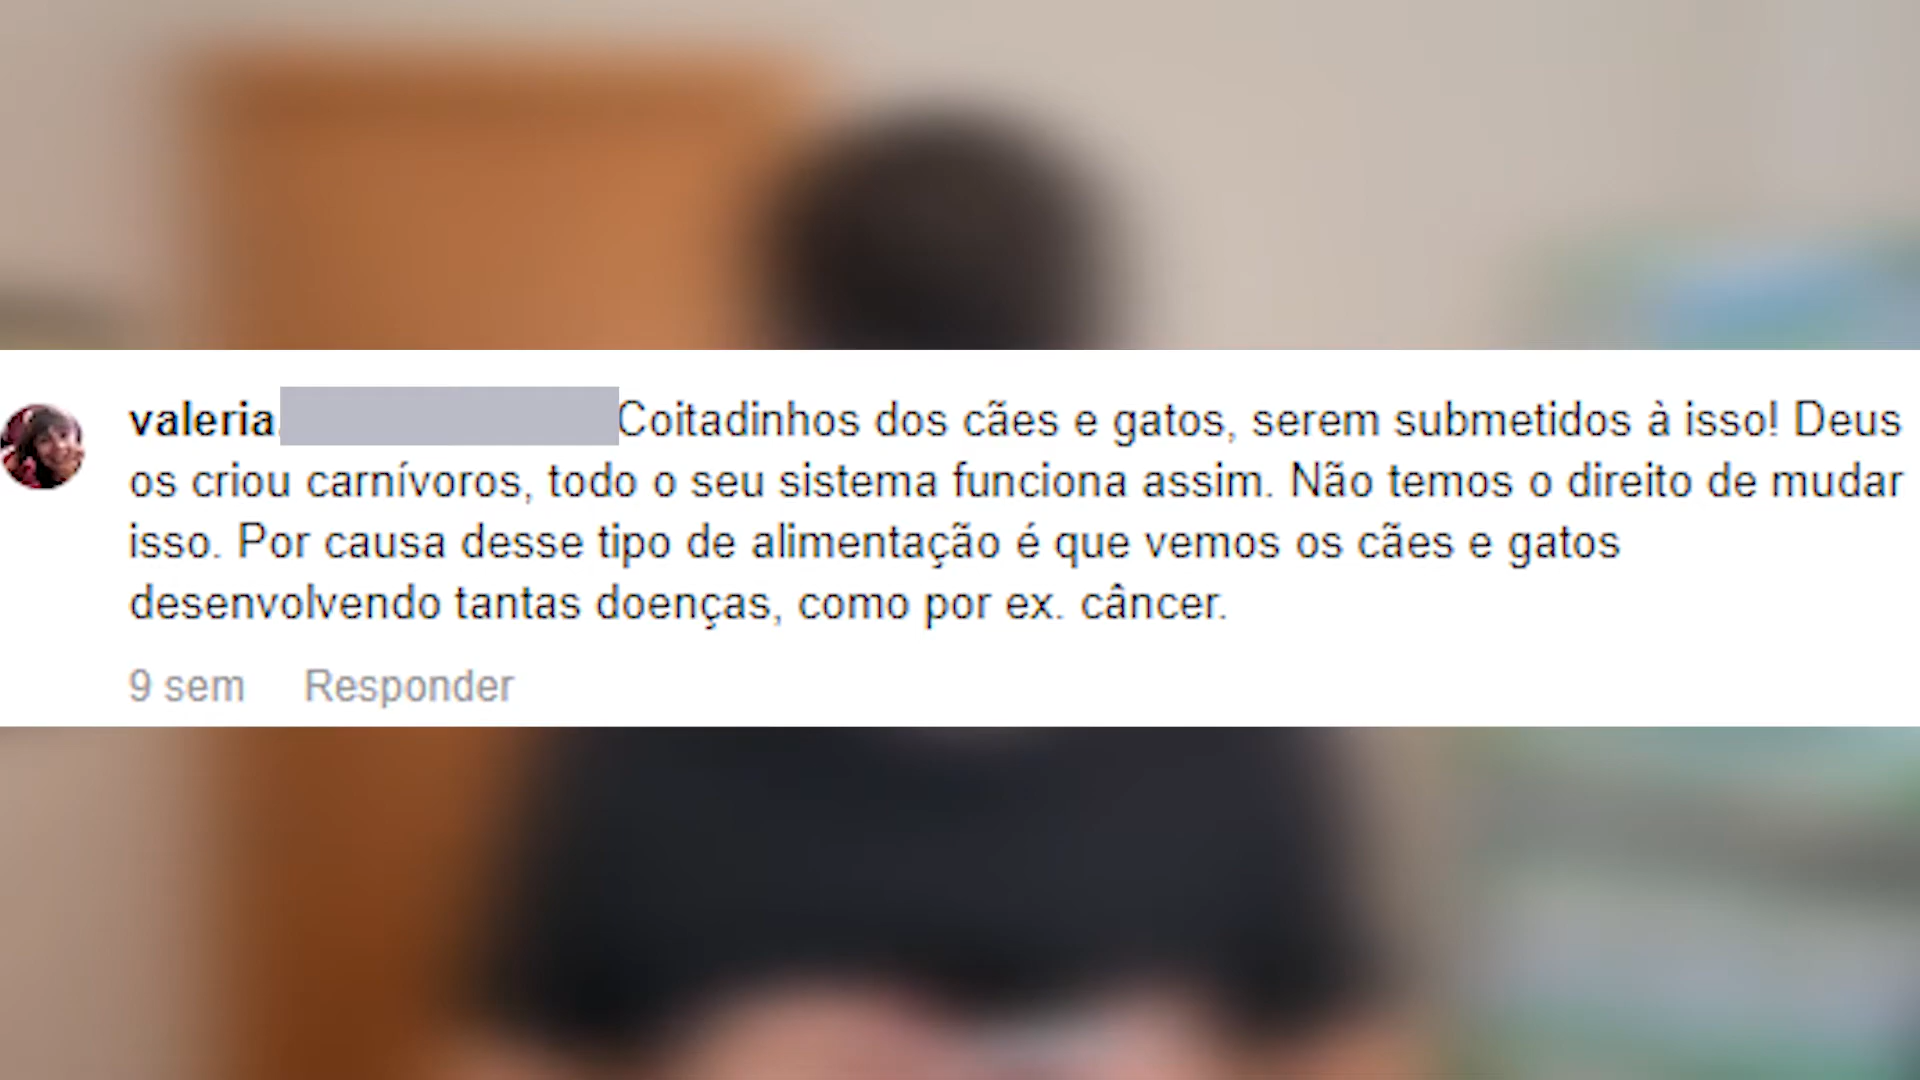 valeria. Coitadinhos dos cães e gatos, serem submetidos à isso! Deus
os criou carnívoros, todo o seu sistema funciona assim. Não temos o direito de mudar
isso. Por causa desse tipo de alimentação é que vemos os cães e gatos
desenvolvendo tantas doenças, como por ex. câncer.
9 sem Responder